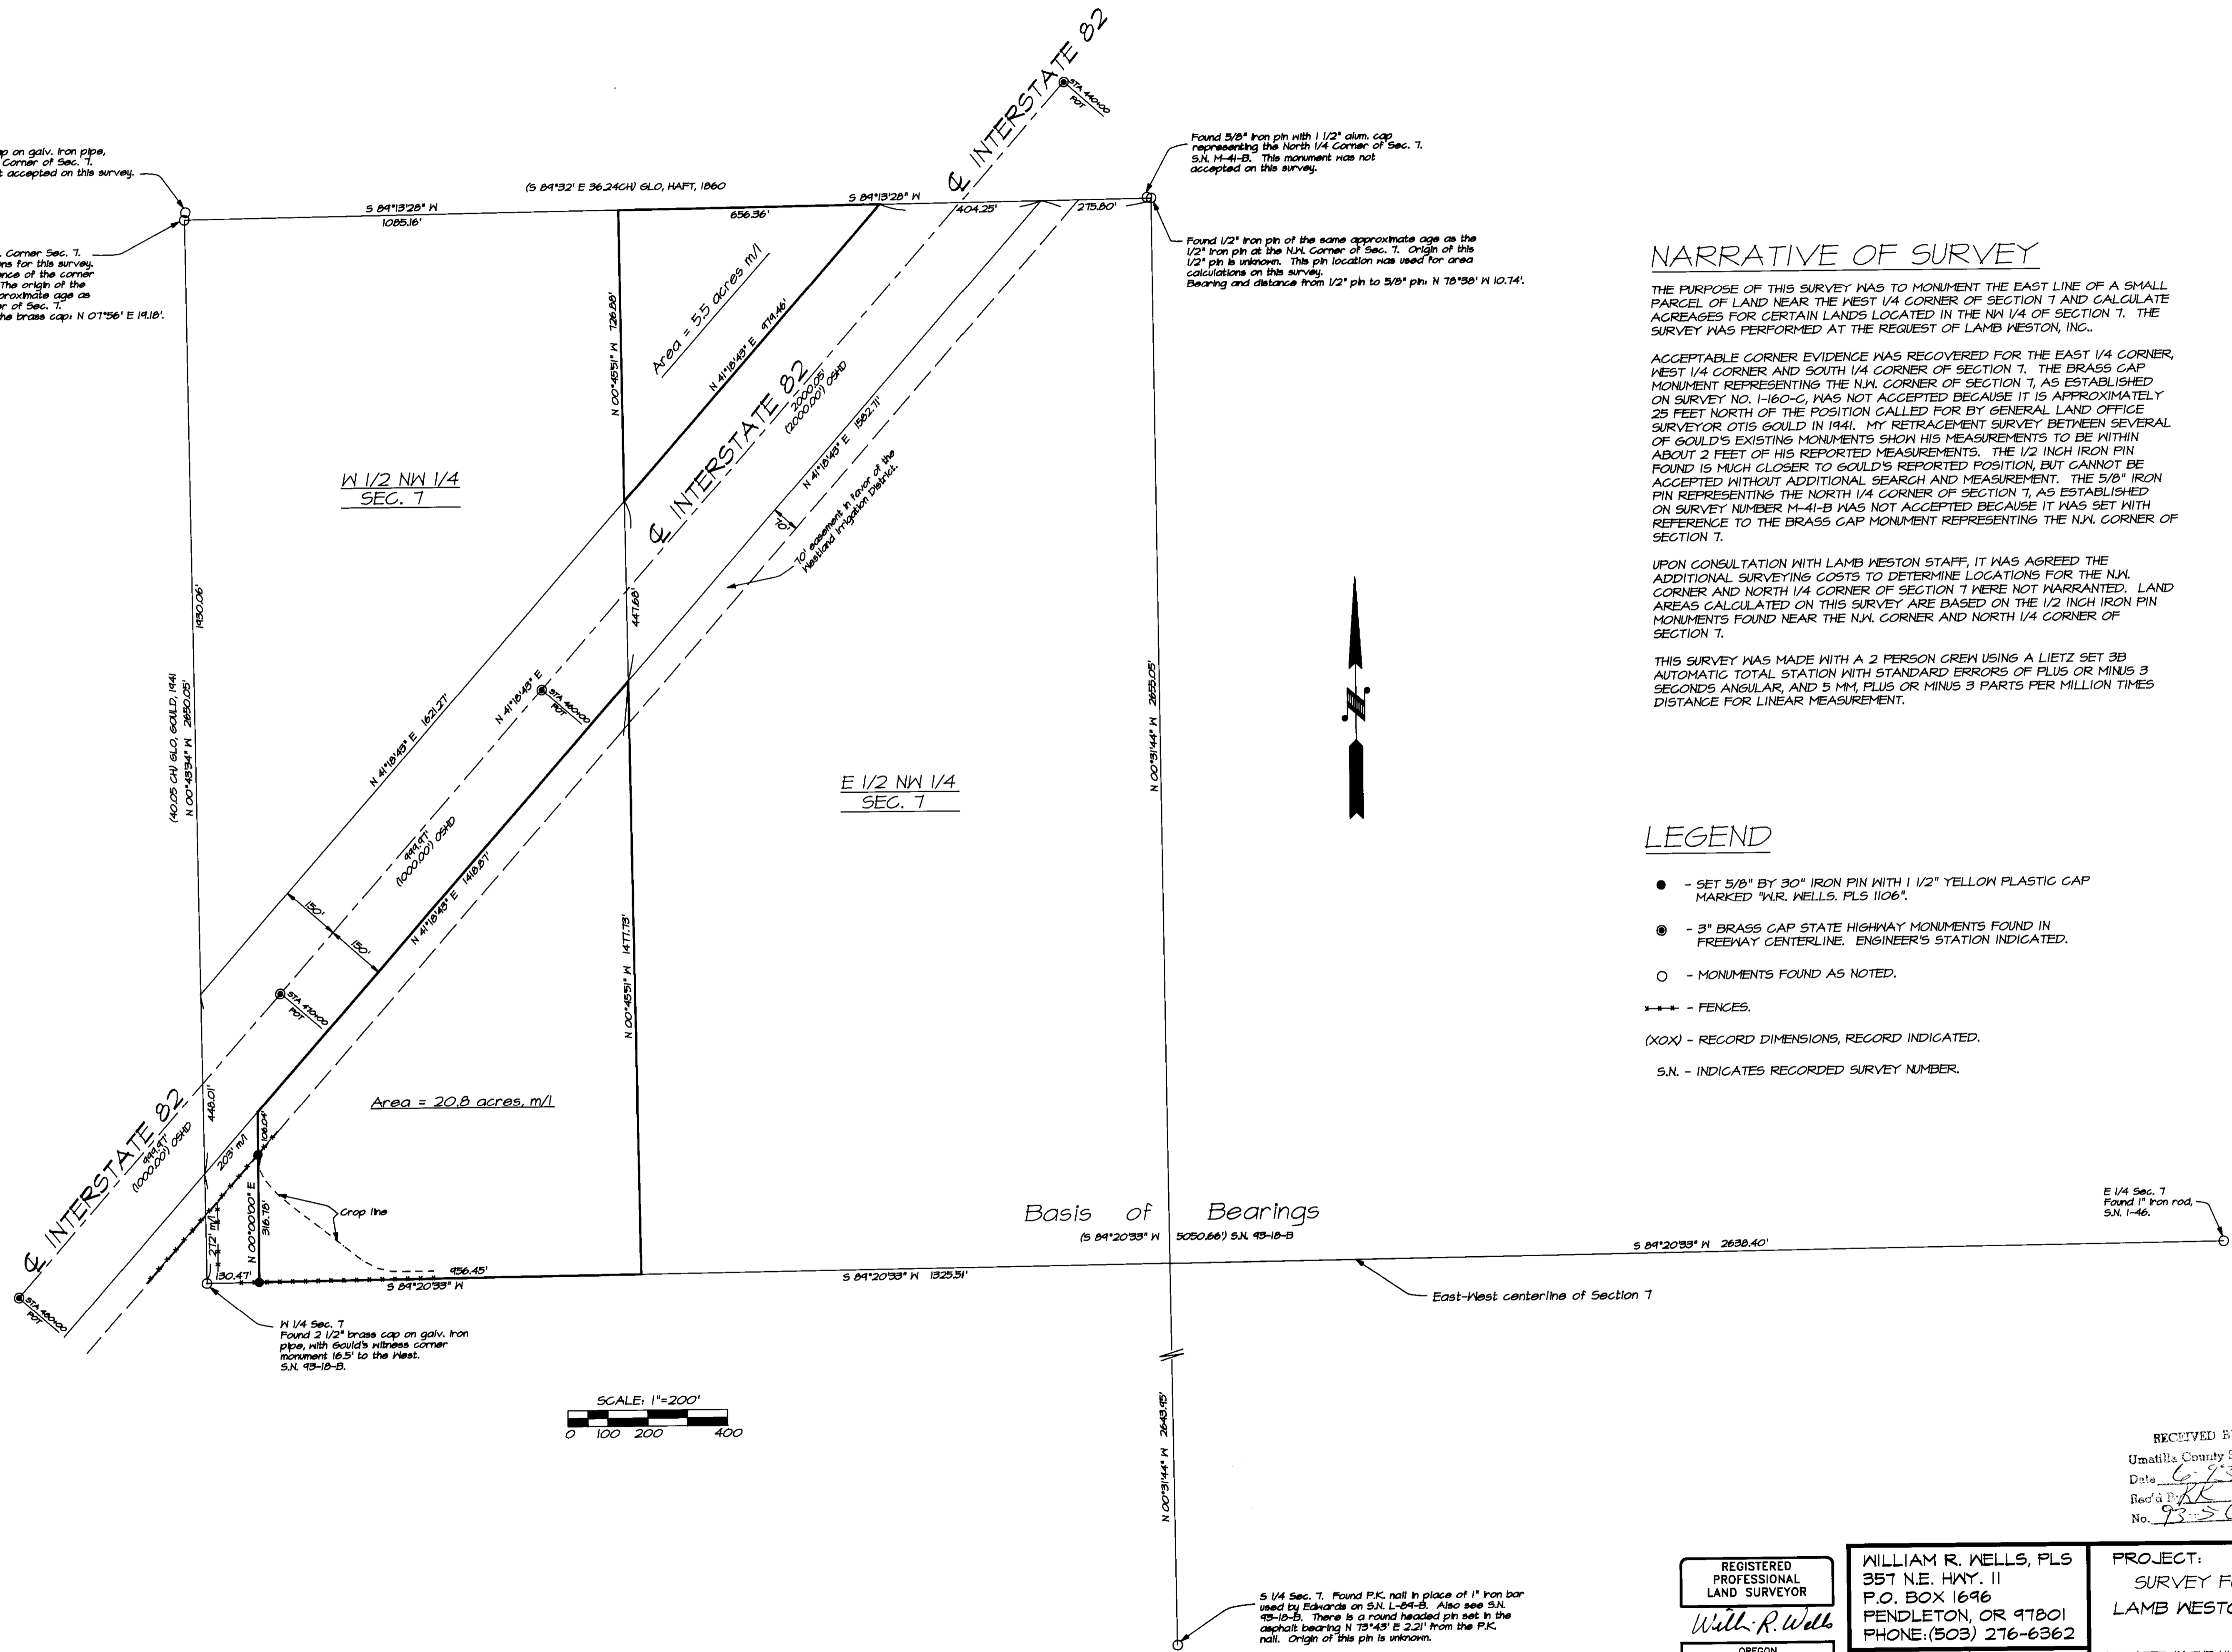 ℄ INTERSTATE 82
STA 440+00
POT
p on galv. iron pipe,
Corner of Sec. 7.
t accepted on this survey.
Found 5/8" iron pin with 1 1/2" alum. cap
representing the North 1/4 Corner of Sec. 7.
S.N. M-41-B. This monument was not
accepted on this survey.
(S 89°32' E 36.24CH) GLO, HAFT, 1860
S 89°13'28" W
1085.16'
656.36'
S 89°13'28" W
404.25'
275.80'
. Corner Sec. 7.
ns for this survey.
nce of the corner
The origin of the
proximate age as
er of Sec. 7.
the brass cap: N 07°56' E 19.18'.
Found 1/2" iron pin of the same approximate age as the
1/2" iron pin at the N.W. Corner of Sec. 7. Origin of this
1/2" pin is unknown. This pin location was used for area
calculations on this survey.
Bearing and distance from 1/2" pin to 5/8" pin: N 78°38' W 10.74'.
Area = 5.5 acres m/l
N 00°45'51" W 726.88'
N 41°18'43" E 979.46'
℄ INTERSTATE 82
2000.05'
(2000.00') OSHD
N 41°18'43" E 1582.71'
70'
70' easement in favor of the
Westland Irrigation District.
W 1/2 NW 1/4
SEC. 7
447.68'
1930.06'
(40.05 CH) GLO, GOULD, 1941
N 00°43'34" W 2650.05'
N 41°18'43" E 1621.27'
N 41°18'43" E
STA 460+00
POT
E 1/2 NW 1/4
SEC. 7
N 00°31'44" W 2655.05'
999.97'
(1000.00') OSHD
N 41°18'43" E 1418.87'
150'
150'
N 00°45'51" W 1477.73'
STA 470+00
POT
℄ INTERSTATE 82
999.97'
(1000.00') OSHD
448.01'
203' m/l
106.04'
Area = 20.8 acres, m/l
N 00°00'00" E
316.78'
272' m/l
Crop line
130.47'
956.45'
S 89°20'33" W
S 89°20'33" W 1325.51'
STA 480+00
POT
W 1/4 Sec. 7
Found 2 1/2" brass cap on galv. iron
pipe, with Gould's witness corner
monument 16.5' to the West.
S.N. 93-18-B.
Basis of Bearings
(S 89°20'33" W 5050.66') S.N. 93-18-B
S 89°20'33" W 2638.40'
East-West centerline of Section 7
E 1/4 Sec. 7
Found 1" iron rod,
S.N. 1-46.
SCALE: 1"=200'
0 100 200 400
N 00°31'44" W 2643.95'
S 1/4 Sec. 7. Found P.K. nail in place of 1" iron bar
used by Edwards on S.N. L-89-B. Also see S.N.
93-18-B. There is a round headed pin set in the
asphalt bearing N 73°43' E 2.21' from the P.K.
nail. Origin of this pin is unknown.
N
NARRATIVE OF SURVEY
THE PURPOSE OF THIS SURVEY WAS TO MONUMENT THE EAST LINE OF A SMALL
PARCEL OF LAND NEAR THE WEST 1/4 CORNER OF SECTION 7 AND CALCULATE
ACREAGES FOR CERTAIN LANDS LOCATED IN THE NW 1/4 OF SECTION 7. THE
SURVEY WAS PERFORMED AT THE REQUEST OF LAMB WESTON, INC..
ACCEPTABLE CORNER EVIDENCE WAS RECOVERED FOR THE EAST 1/4 CORNER,
WEST 1/4 CORNER AND SOUTH 1/4 CORNER OF SECTION 7. THE BRASS CAP
MONUMENT REPRESENTING THE N.W. CORNER OF SECTION 7, AS ESTABLISHED
ON SURVEY NO. 1-160-C, WAS NOT ACCEPTED BECAUSE IT IS APPROXIMATELY
25 FEET NORTH OF THE POSITION CALLED FOR BY GENERAL LAND OFFICE
SURVEYOR OTIS GOULD IN 1941. MY RETRACEMENT SURVEY BETWEEN SEVERAL
OF GOULD'S EXISTING MONUMENTS SHOW HIS MEASUREMENTS TO BE WITHIN
ABOUT 2 FEET OF HIS REPORTED MEASUREMENTS. THE 1/2 INCH IRON PIN
FOUND IS MUCH CLOSER TO GOULD'S REPORTED POSITION, BUT CANNOT BE
ACCEPTED WITHOUT ADDITIONAL SEARCH AND MEASUREMENT. THE 5/8" IRON
PIN REPRESENTING THE NORTH 1/4 CORNER OF SECTION 7, AS ESTABLISHED
ON SURVEY NUMBER M-41-B WAS NOT ACCEPTED BECAUSE IT WAS SET WITH
REFERENCE TO THE BRASS CAP MONUMENT REPRESENTING THE N.W. CORNER OF
SECTION 7.
UPON CONSULTATION WITH LAMB WESTON STAFF, IT WAS AGREED THE
ADDITIONAL SURVEYING COSTS TO DETERMINE LOCATIONS FOR THE N.W.
CORNER AND NORTH 1/4 CORNER OF SECTION 7 WERE NOT WARRANTED. LAND
AREAS CALCULATED ON THIS SURVEY ARE BASED ON THE 1/2 INCH IRON PIN
MONUMENTS FOUND NEAR THE N.W. CORNER AND NORTH 1/4 CORNER OF
SECTION 7.
THIS SURVEY WAS MADE WITH A 2 PERSON CREW USING A LIETZ SET 3B
AUTOMATIC TOTAL STATION WITH STANDARD ERRORS OF PLUS OR MINUS 3
SECONDS ANGULAR, AND 5 MM, PLUS OR MINUS 3 PARTS PER MILLION TIMES
DISTANCE FOR LINEAR MEASUREMENT.
LEGEND
- SET 5/8" BY 30" IRON PIN WITH 1 1/2" YELLOW PLASTIC CAP
MARKED "W.R. WELLS. PLS 1106".
- 3" BRASS CAP STATE HIGHWAY MONUMENTS FOUND IN
FREEWAY CENTERLINE. ENGINEER'S STATION INDICATED.
- MONUMENTS FOUND AS NOTED.
- FENCES.
(XOX) - RECORD DIMENSIONS, RECORD INDICATED.
S.N. - INDICATES RECORDED SURVEY NUMBER.
RECEIVED B
Umatilla County S
Date 6-93
Rec'd By RK
No. 93-5
REGISTERED
PROFESSIONAL
LAND SURVEYOR
Willi R. Wells
OREGON
WILLIAM R. WELLS, PLS
357 N.E. HWY. 11
P.O. BOX 1696
PENDLETON, OR 97801
PHONE:(503) 276-6362
PROJECT:
SURVEY F
LAMB WESTO